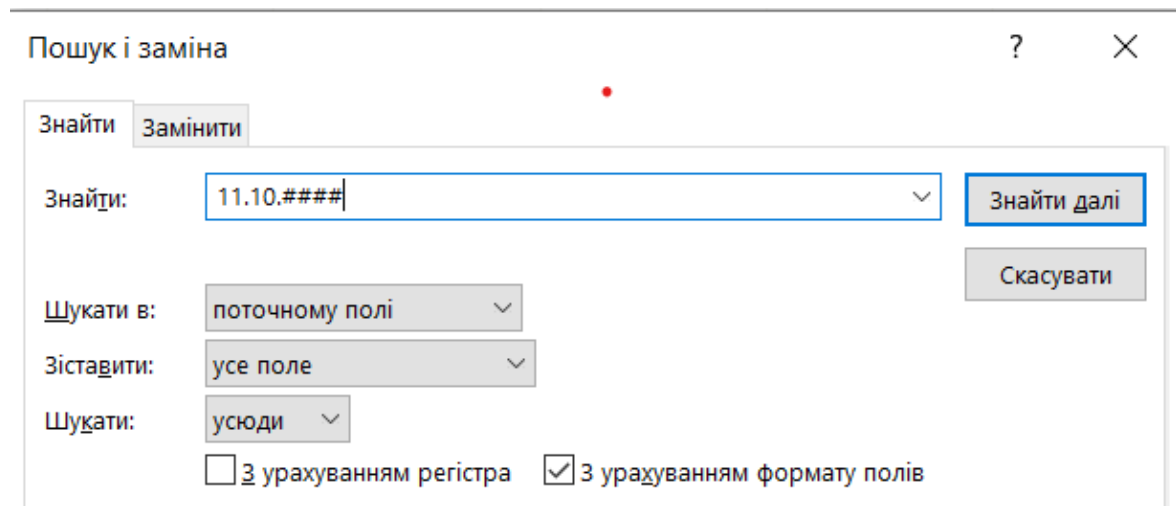 Пошук і заміна ?
Знайти Замінити
Знайти: 11.10.#### Знайти далі
Скасувати
Шукати в: поточному полі
Зіставити: усе поле
Шукати: усюди
З урахуванням регістра З урахуванням формату полів